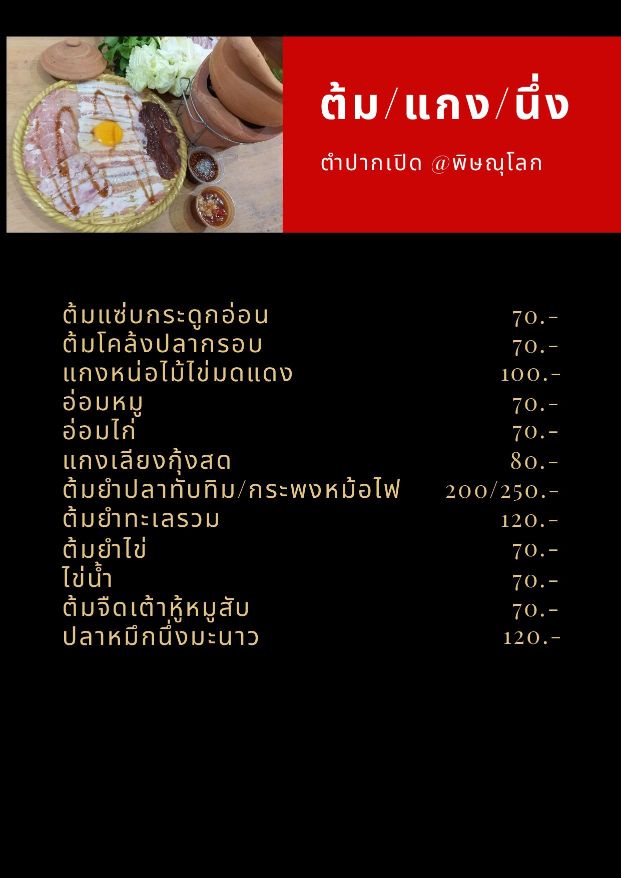 ต้ม/แกง/นึ่ง
ตำปากเปิด @พิษณุโลก
ต้มแซ่บกระดูกอ่อน 70.-
ต้มโคล้งปลากรอบ 70.-
แกงหน่อไม้ไข่มดแดง 100.-
อ่อมหมู 70.-
อ่อมไก่ 70.-
แกงเลียงกุ้งสด 80.-
ต้มยำปลาทับทิม/กระพงหม้อไฟ 200/250.-
ต้มยำทะเลรวม 120.-
ต้มยำไข่ 70.-
ไข่น้ำ 70.-
ต้มจืดเต้าหู้หมูสับ 70.-
ปลาหมึกนึ่งมะนาว 120.-